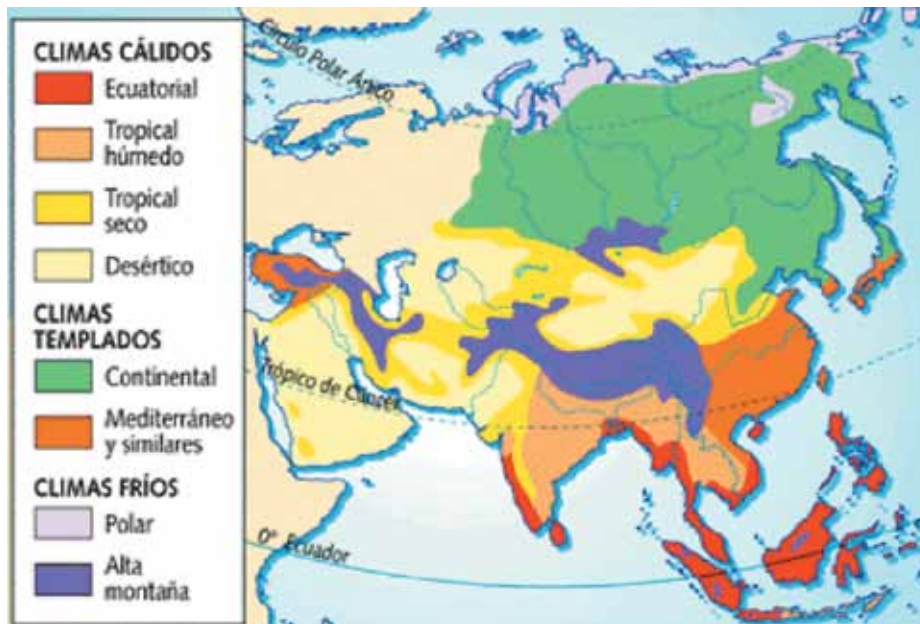 CLIMAS CÁLIDOS
Ecuatorial
Tropical
húmedo
Tropical
seco
Desértico
CLIMAS
TEMPLADOS
Continental
Mediterráneo
y similares
CLIMAS FRÍOS
Polar
Alta
montaña
Círculo Polar Ártico
Trópico de Cáncer
0° Ecuador